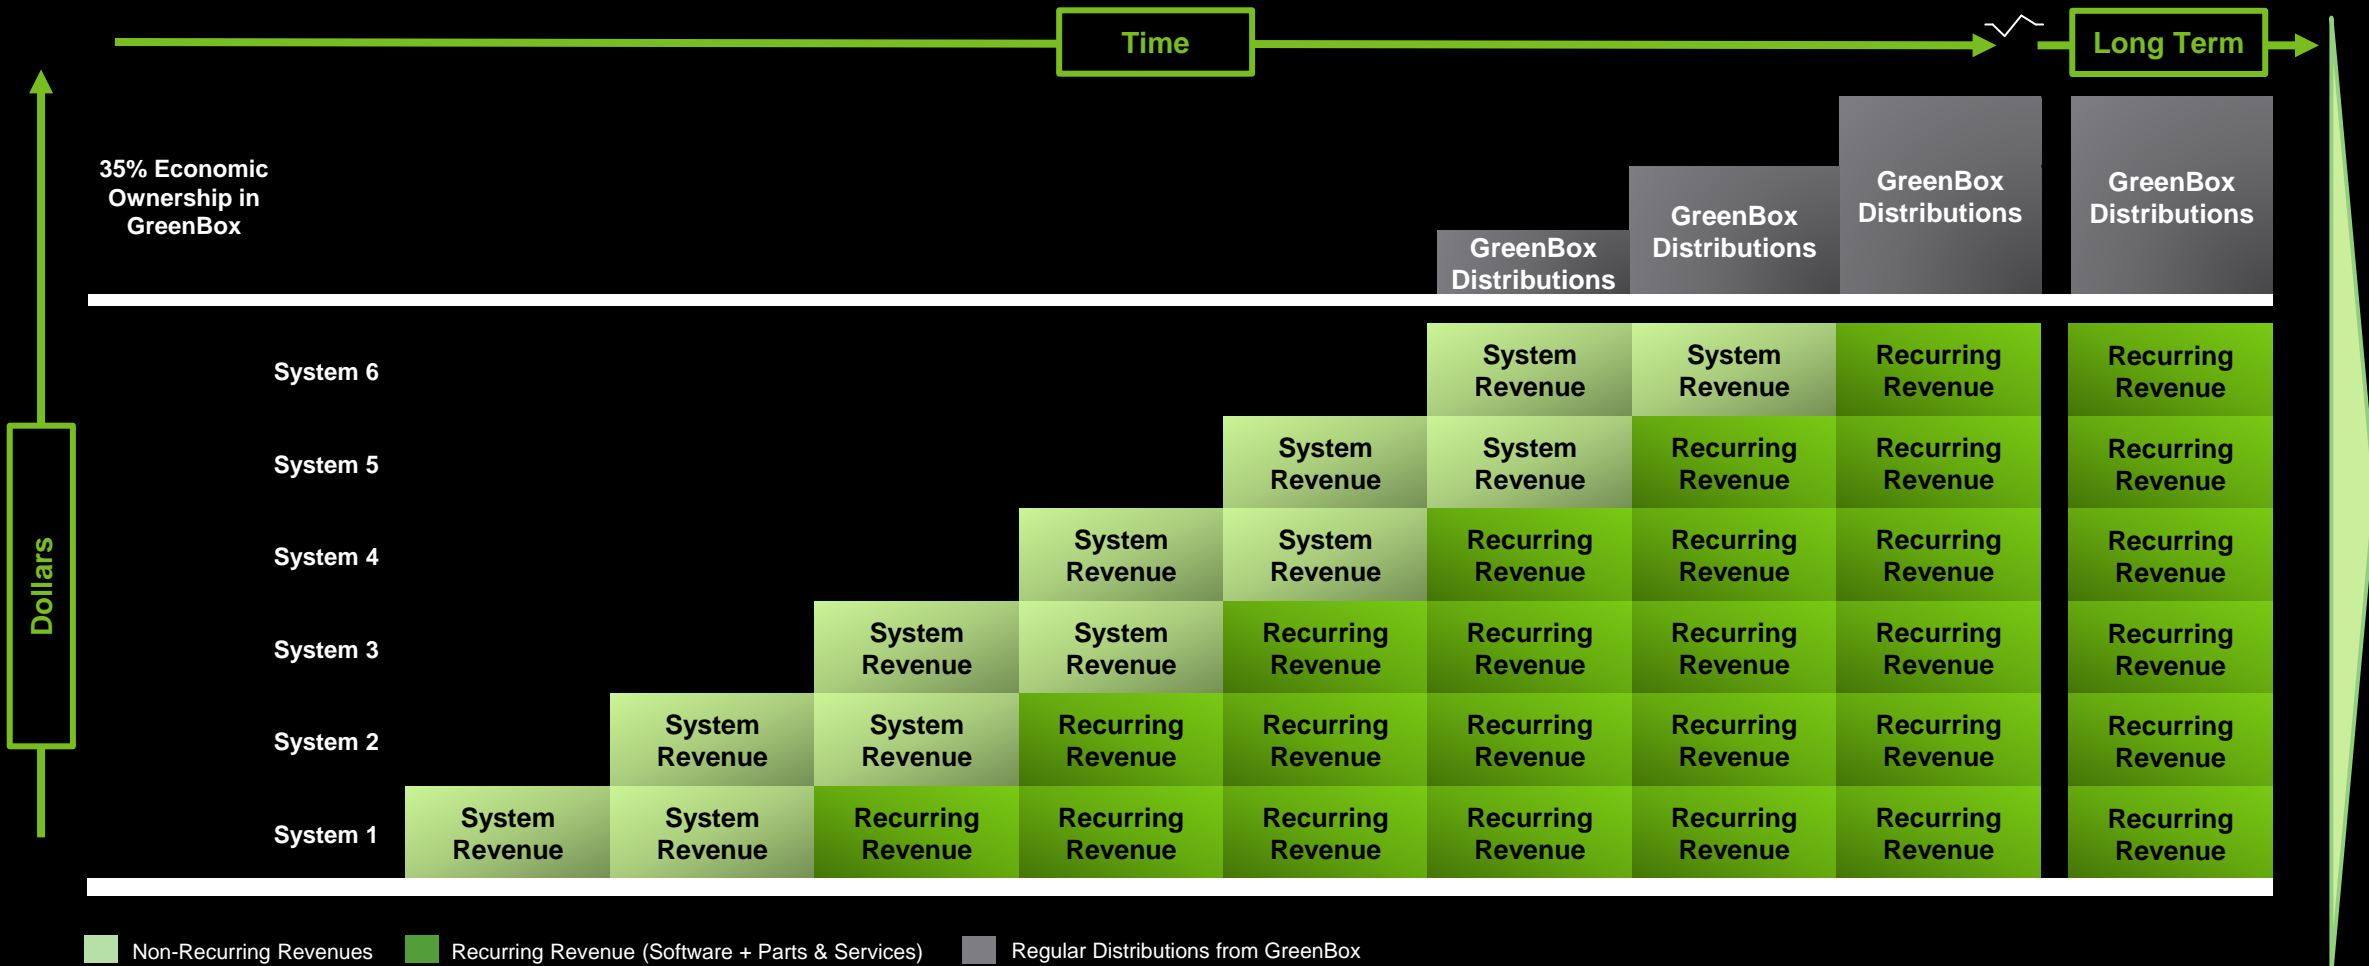 Time
Long Term
35% Economic
Ownership in
GreenBox
GreenBox
Distributions
GreenBox
Distributions
GreenBox
Distributions
GreenBox
Distributions
Dollars
System 6
System
Revenue
System
Revenue
Recurring
Revenue
Recurring
Revenue
System 5
System
Revenue
System
Revenue
Recurring
Revenue
Recurring
Revenue
Recurring
Revenue
System 4
System
Revenue
System
Revenue
Recurring
Revenue
Recurring
Revenue
Recurring
Revenue
Recurring
Revenue
System 3
System
Revenue
System
Revenue
Recurring
Revenue
Recurring
Revenue
Recurring
Revenue
Recurring
Revenue
Recurring
Revenue
System 2
System
Revenue
System
Revenue
Recurring
Revenue
Recurring
Revenue
Recurring
Revenue
Recurring
Revenue
Recurring
Revenue
Recurring
Revenue
System 1
System
Revenue
System
Revenue
Recurring
Revenue
Recurring
Revenue
Recurring
Revenue
Recurring
Revenue
Recurring
Revenue
Recurring
Revenue
Recurring
Revenue
Non-Recurring Revenues
Recurring Revenue (Software + Parts & Services)
Regular Distributions from GreenBox